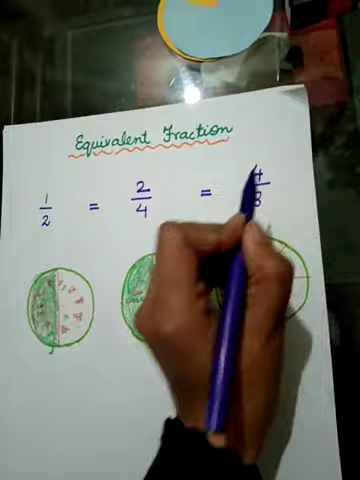 Equivalent Fraction
1/2 = 2/4 = 4/8